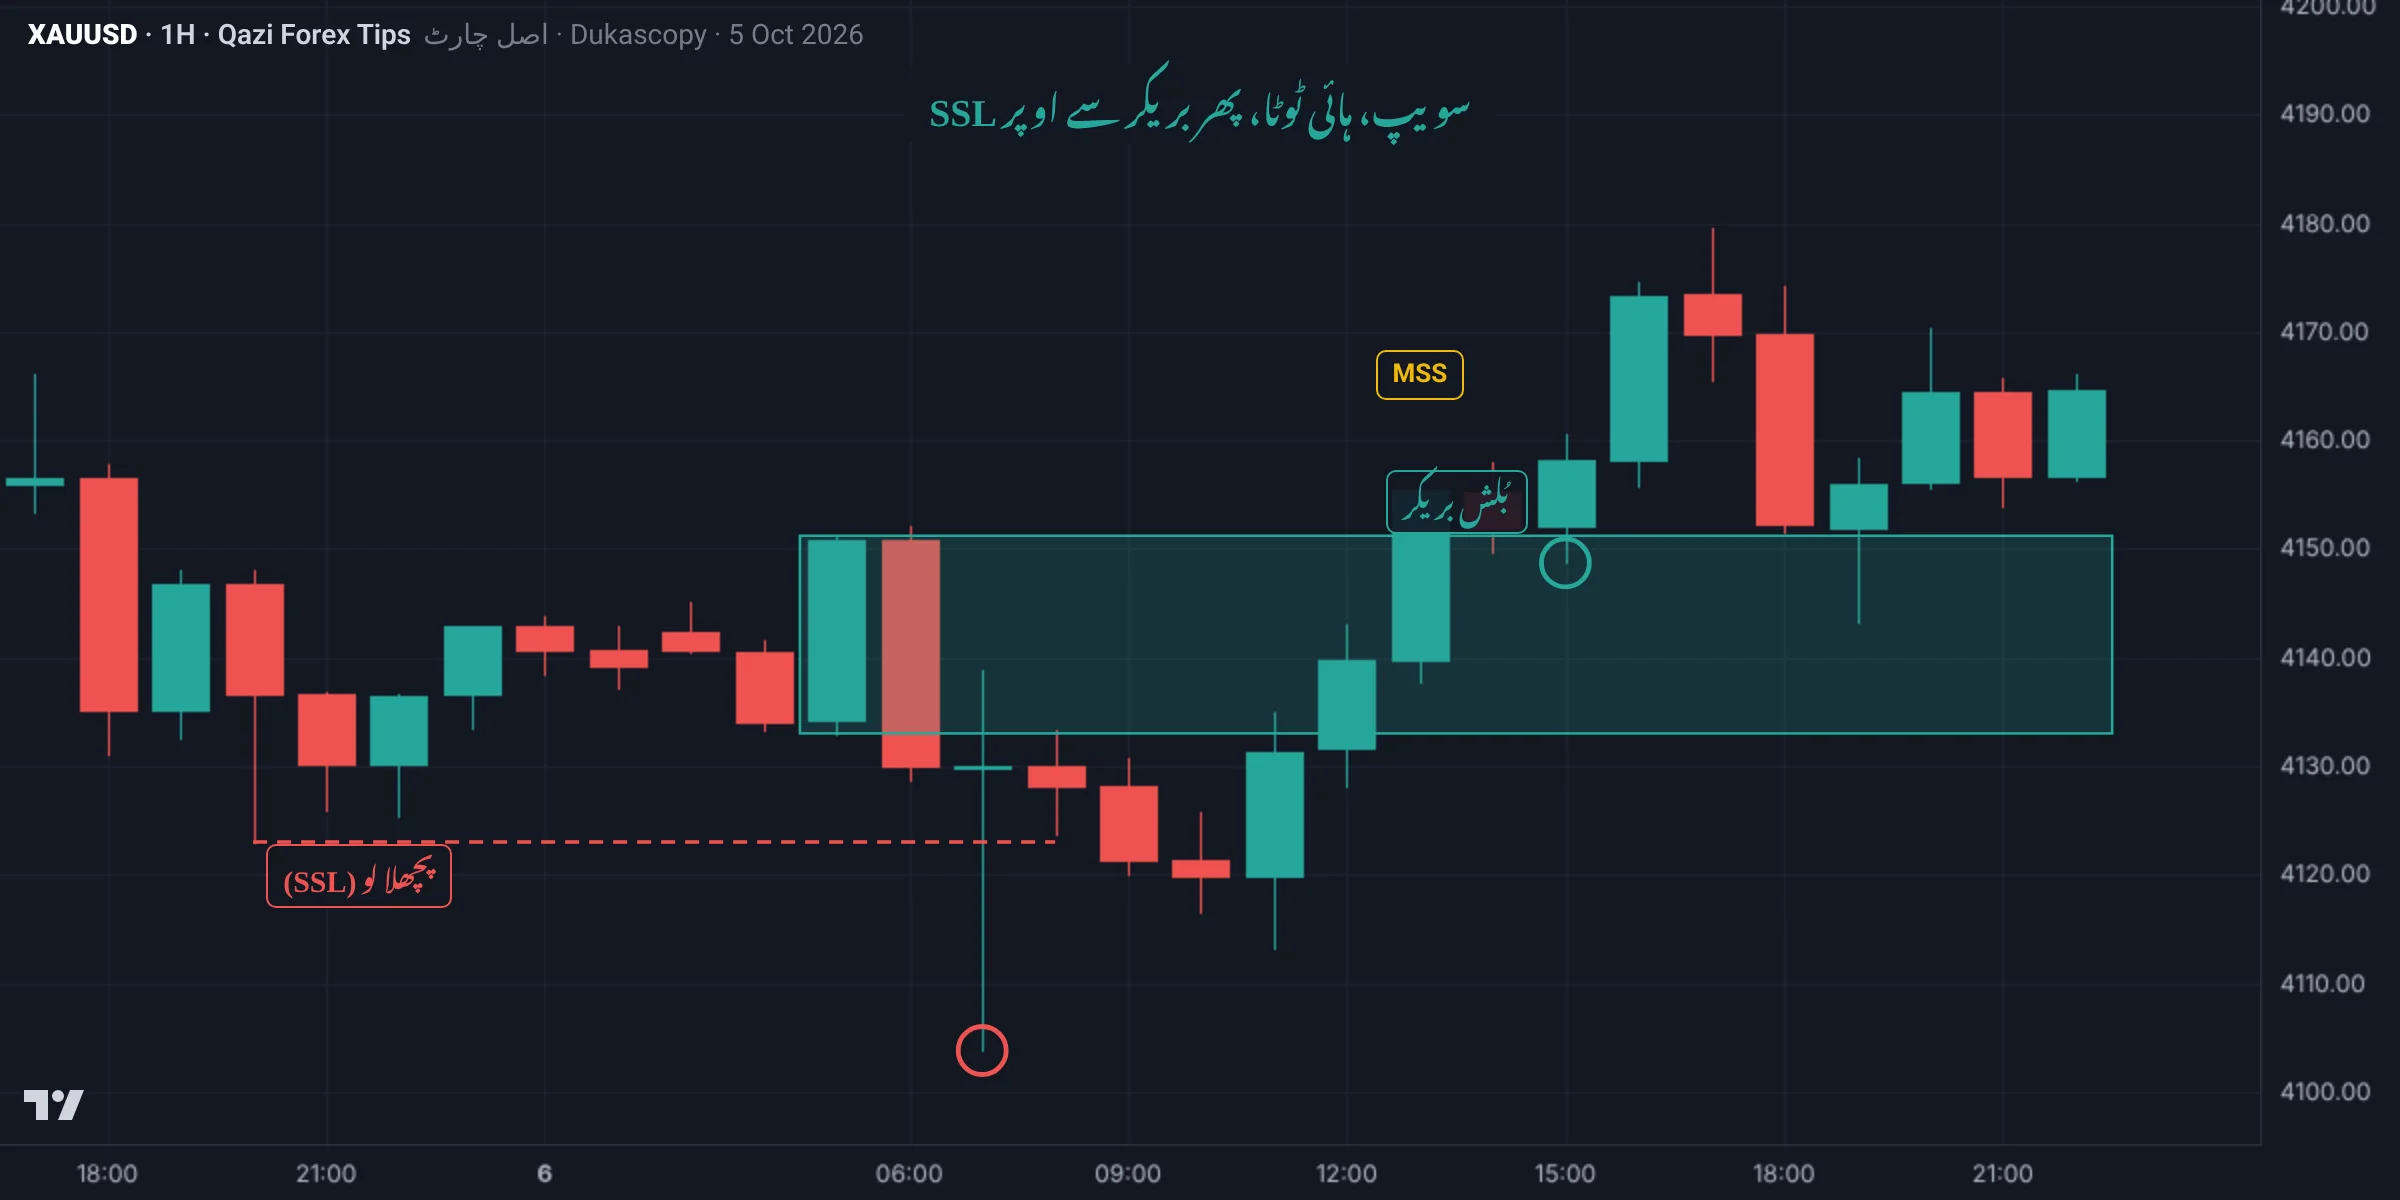 XAUUSD · 1H · Qazi Forex Tips اصل چارٹ · Dukascopy · 5 Oct 2026
SSL سویپ، ہائی ٹوٹا، پھر بریکر سے اوپر
4200.00
4190.00
4180.00
4170.00
4160.00
4150.00
4140.00
4130.00
4120.00
4110.00
4100.00
MSS
بُلش بریکر
پچھلا لو (SSL)
18:00 21:00 6 06:00 09:00 12:00 15:00 18:00 21:00